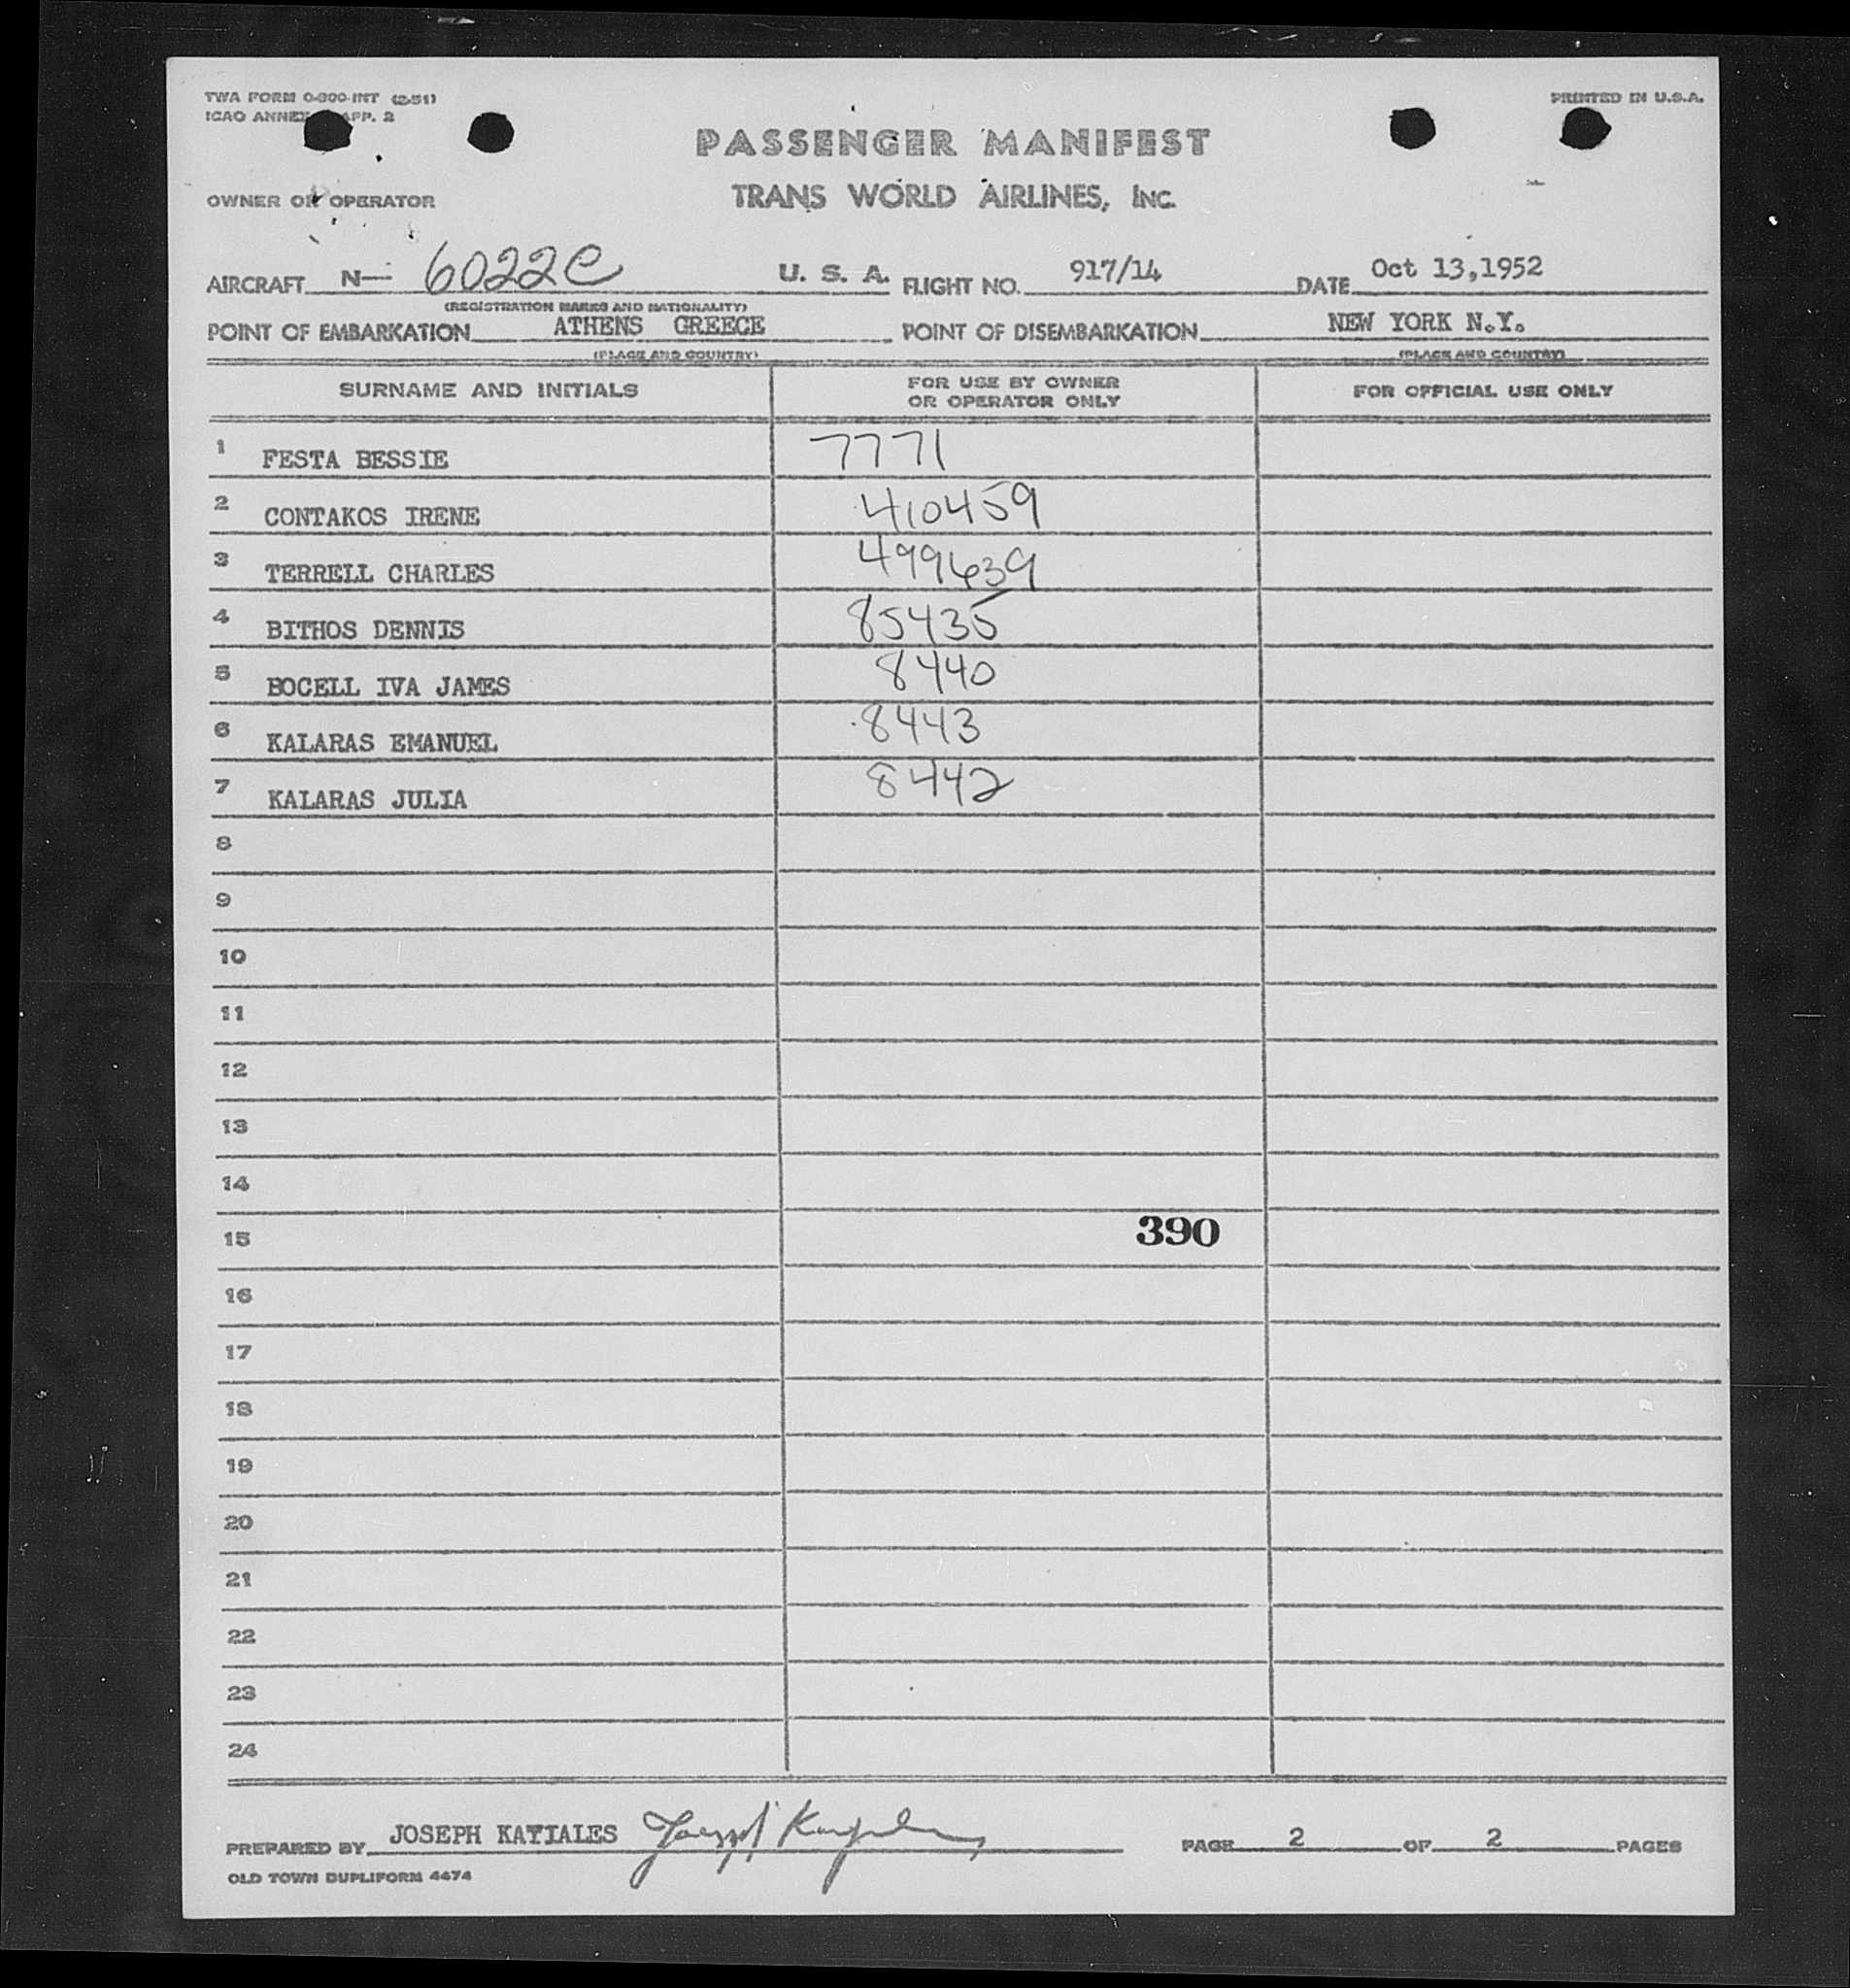 TWA FORM 0-800-INT (2-51)
PRINTED IN U.S.A.
ICAO ANNEX APP. 2
PASSENGER MANIFEST
TRANS WORLD AIRLINES, INC.
OWNER OR OPERATOR
AIRCRAFT N- 6022C U. S. A. FLIGHT NO. 917/14 DATE Oct 13,1952
(REGISTRATION MARKS AND NATIONALITY)
POINT OF EMBARKATION ATHENS GREECE POINT OF DISEMBARKATION NEW YORK N.Y.
(PLACE AND COUNTRY) (PLACE AND COUNTRY)
SURNAME AND INITIALS FOR USE BY OWNER OR OPERATOR ONLY FOR OFFICIAL USE ONLY
1 FESTA BESSIE 7771
2 CONTAKOS IRENE 410459
3 TERRELL CHARLES 499639
4 BITHOS DENNIS 85435
5 BOCELL IVA JAMES 8440
6 KALARAS EMANUEL 8443
7 KALARAS JULIA 8442
8
9
10
11
12
13
14
15 390
16
17
18
19
20
21
22
23
24
PREPARED BY JOSEPH KATIALES PAGE 2 OF 2 PAGES
OLD TOWN DUPLIFORM 4474